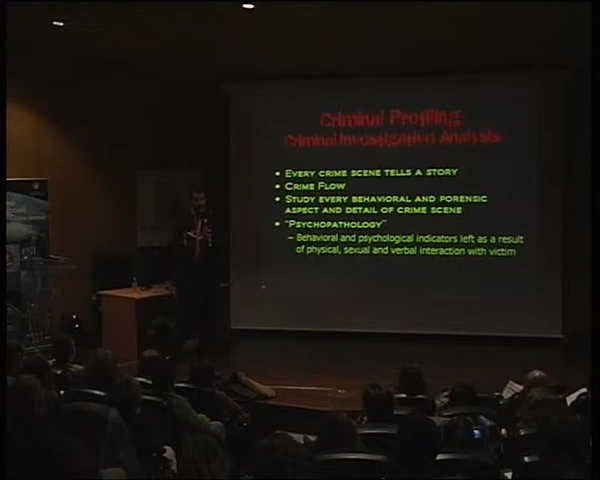 Criminal Profiling
Criminal Investigative Analysis
• EVERY CRIME SCENE TELLS A STORY
• CRIME FLOW
• STUDY EVERY BEHAVIORAL AND FORENSIC
ASPECT AND DETAIL OF CRIME SCENE
• "PSYCHOPATHOLOGY"
– Behavioral and psychological indicators left as a result
of physical, sexual and verbal interaction with victim